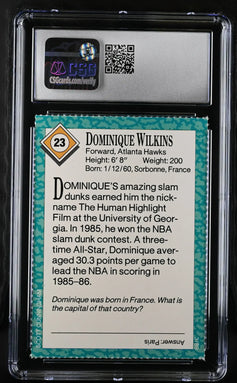 CSG
CSGcards.com/verify
23
DOMINIQUE WILKINS
Forward, Atlanta Hawks
Height: 6' 8" Weight: 200
Born: 1/12/60, Sorbonne, France
DOMINIQUE'S amazing slam
dunks earned him the nick-
name The Human Highlight
Film at the University of Geor-
gia. In 1985, he won the NBA
slam dunk contest. A three-
time All-Star, Dominique aver-
aged 30.3 points per game to
lead the NBA in scoring in
1985-86.
Dominique was born in France. What is
the capital of that country?
Answer: Paris